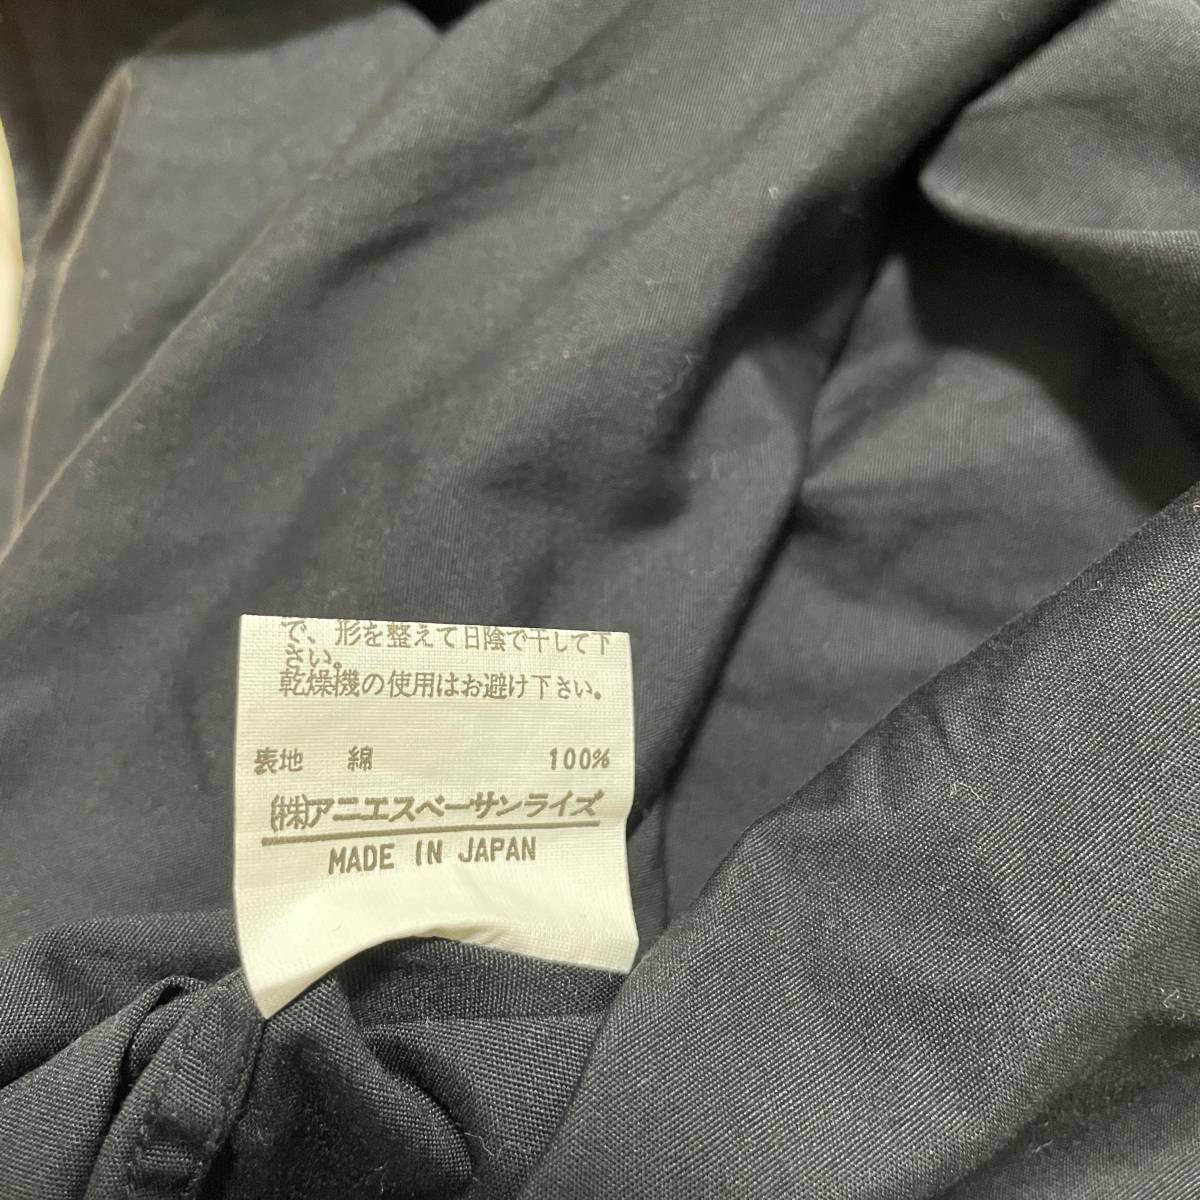 で、形を整えて日陰で干して下
さい。
乾燥機の使用はお避け下さい。
表地 綿 100%
(株)アニエスベーサンライズ
MADE IN JAPAN